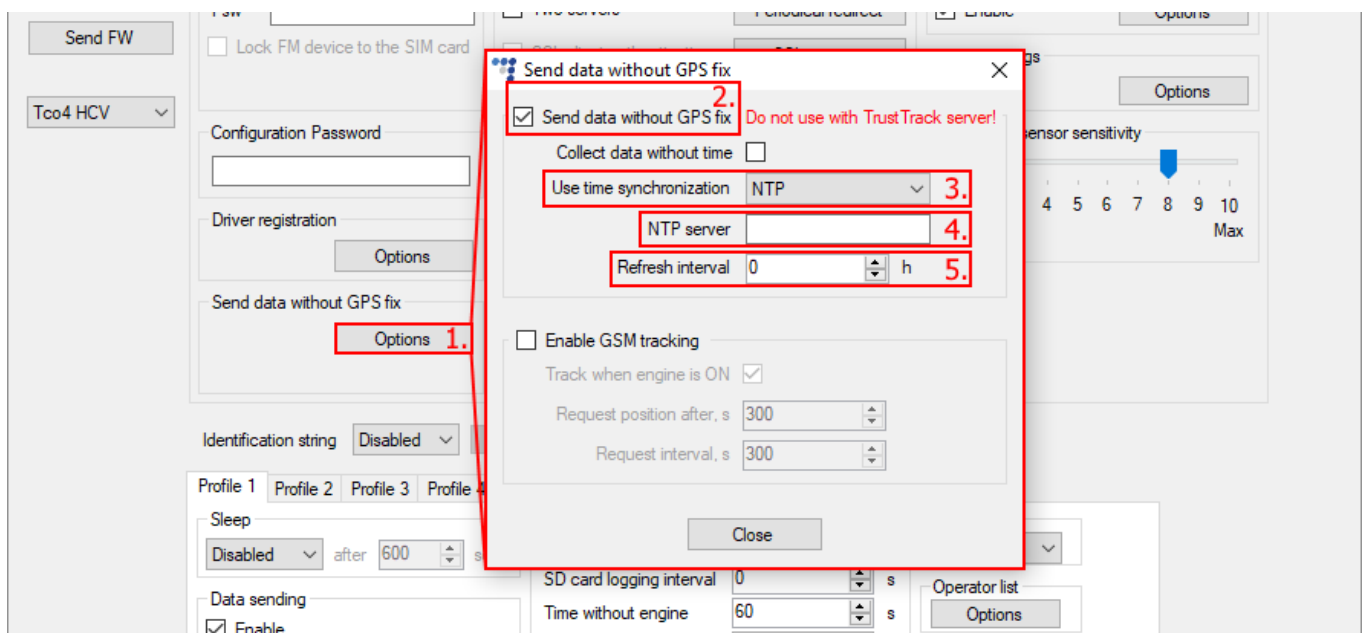 Send FW
Lock FM device to the SIM card
Enable
Options
Tco4 HCV
Options
Configuration Password
sensor sensitivity
4 5 6 7 8 9 10
Max
Driver registration
Options
Send data without GPS fix
Options 1.
Send data without GPS fix
2.
Send data without GPS fix Do not use with TrustTrack server!
Collect data without time
Use time synchronization NTP 3.
NTP server 4.
Refresh interval 0 h 5.
Enable GSM tracking
Track when engine is ON
Request position after, s 300
Request interval, s 300
Close
Identification string Disabled
Profile 1 Profile 2 Profile 3 Profile 4
Sleep
Disabled after 600 s
Data sending
Enable
SD card logging interval 0 s
Time without engine 60 s
Operator list
Options